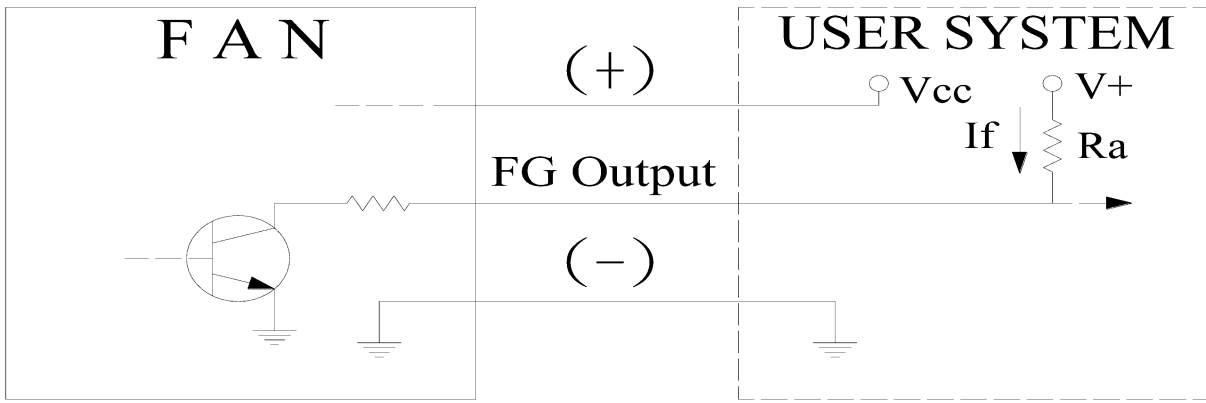 F A N
USER SYSTEM
(+)
Vcc
V+
If
Ra
FG Output
(-)